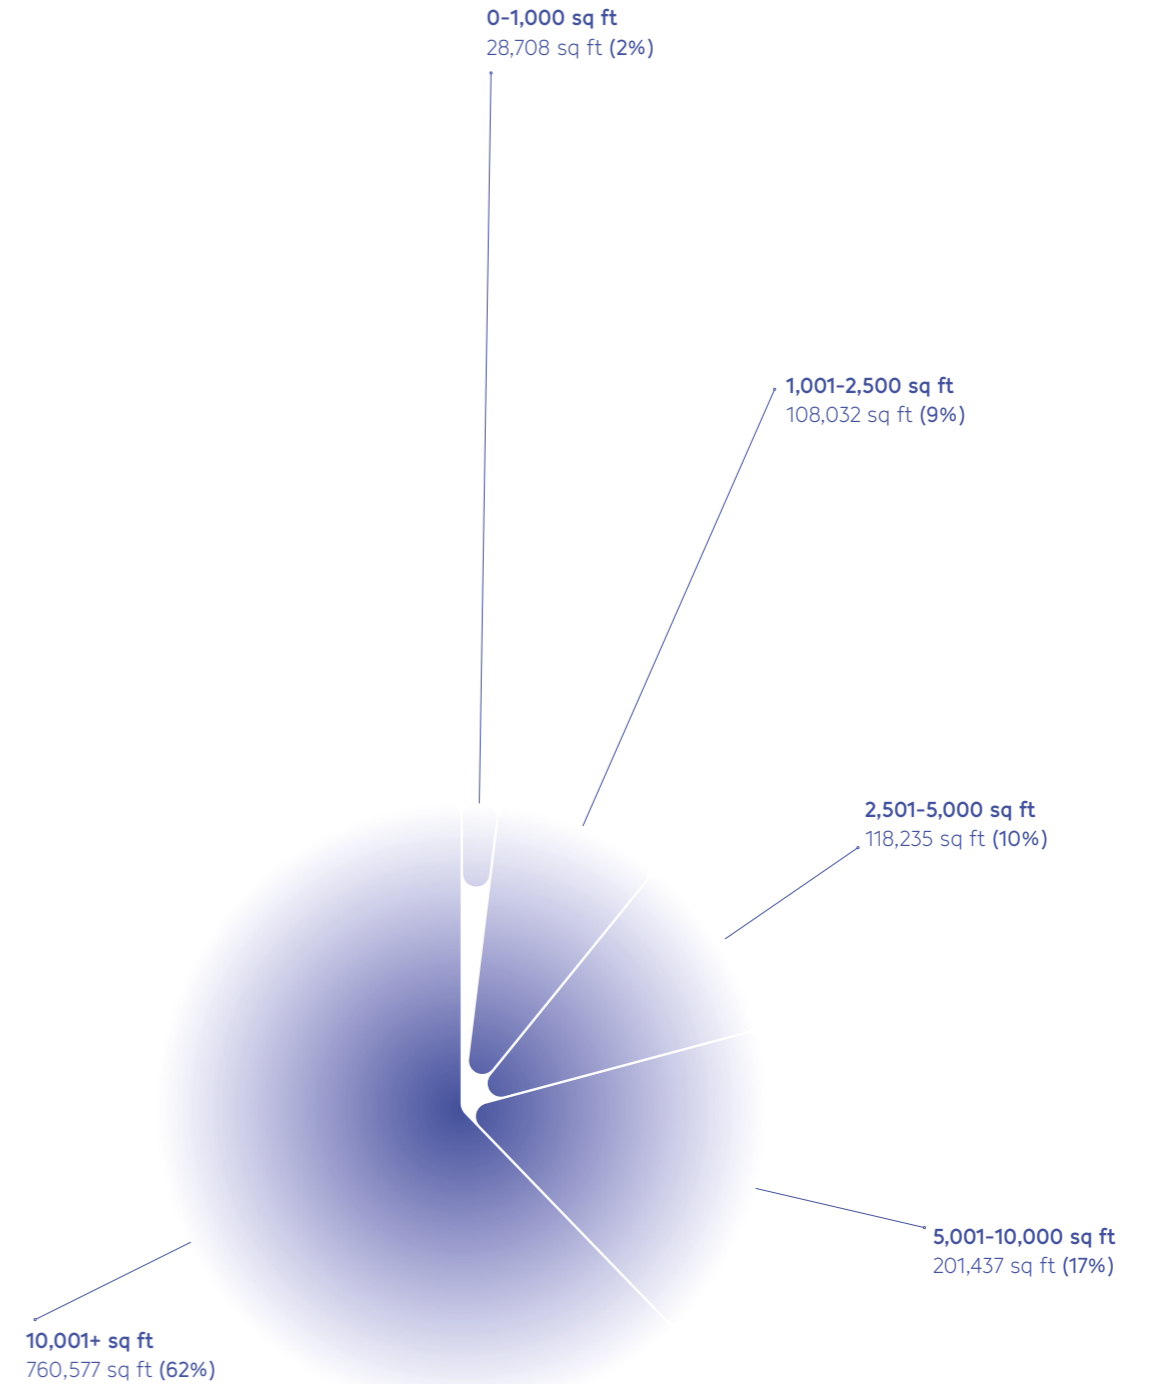 0-1,000 sq ft
28,708 sq ft (2%)
1,001-2,500 sq ft
108,032 sq ft (9%)
2,501-5,000 sq ft
118,235 sq ft (10%)
5,001-10,000 sq ft
201,437 sq ft (17%)
10,001+ sq ft
760,577 sq ft (62%)